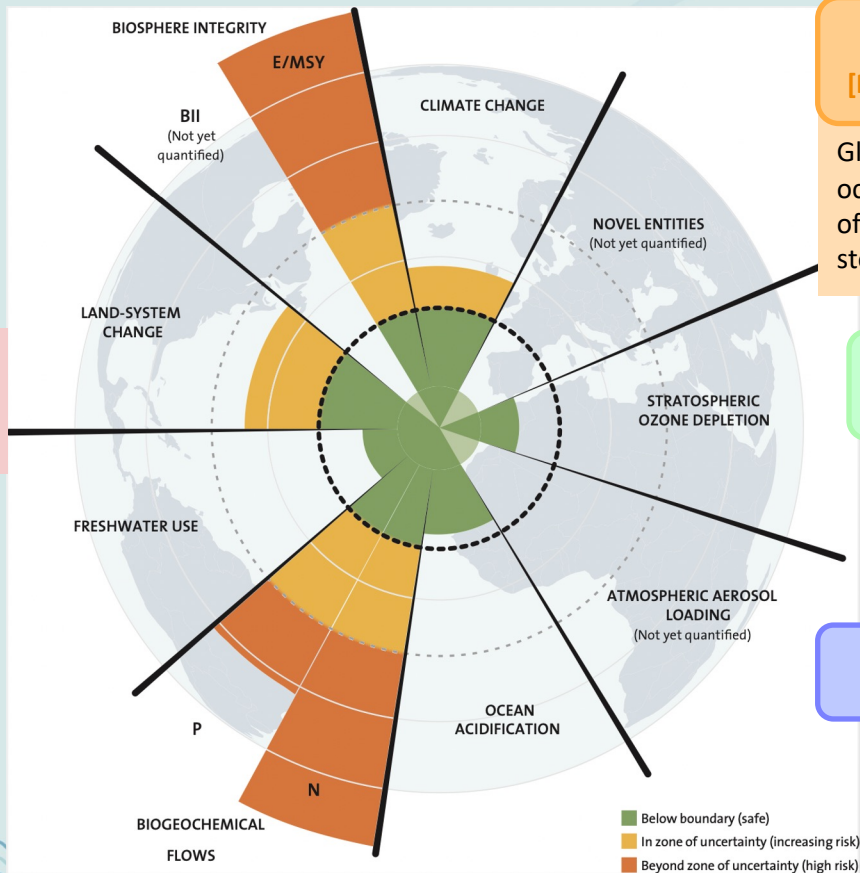 BIOSPHERE INTEGRITY
E/MSY
BII
(Not yet
quantified)
CLIMATE CHANGE
NOVEL ENTITIES
(Not yet quantified)
LAND-SYSTEM
CHANGE
STRATOSPHERIC
OZONE DEPLETION
FRESHWATER USE
ATMOSPHERIC AEROSOL
LOADING
(Not yet quantified)
OCEAN
ACIDIFICATION
P
N
BIOGEOCHEMICAL
FLOWS
Below boundary (safe)
In zone of uncertainty (increasing risk)
Beyond zone of uncertainty (high risk)
of